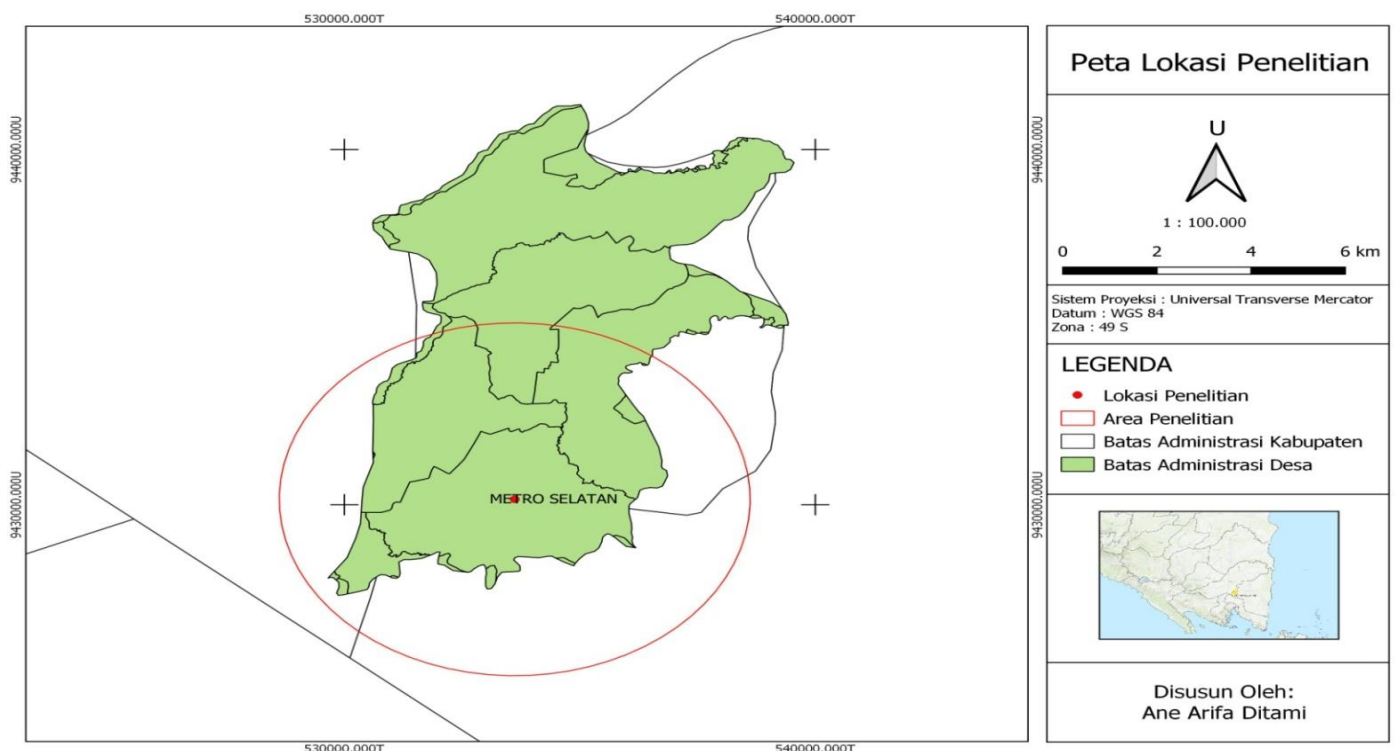 530000.000T
540000.000T
9440000.000U
9440000.000U
METRO SELATAN
9430000.000U
9430000.000U
530000.000T
540000.000T
Peta Lokasi Penelitian
U
1 : 100.000
0 2 4 6 km
Sistem Proyeksi : Universal Transverse Mercator
Datum : WGS 84
Zona : 49 S
LEGENDA
Lokasi Penelitian
Area Penelitian
Batas Administrasi Kabupaten
Batas Administrasi Desa
Disusun Oleh:
Ane Arifa Ditami